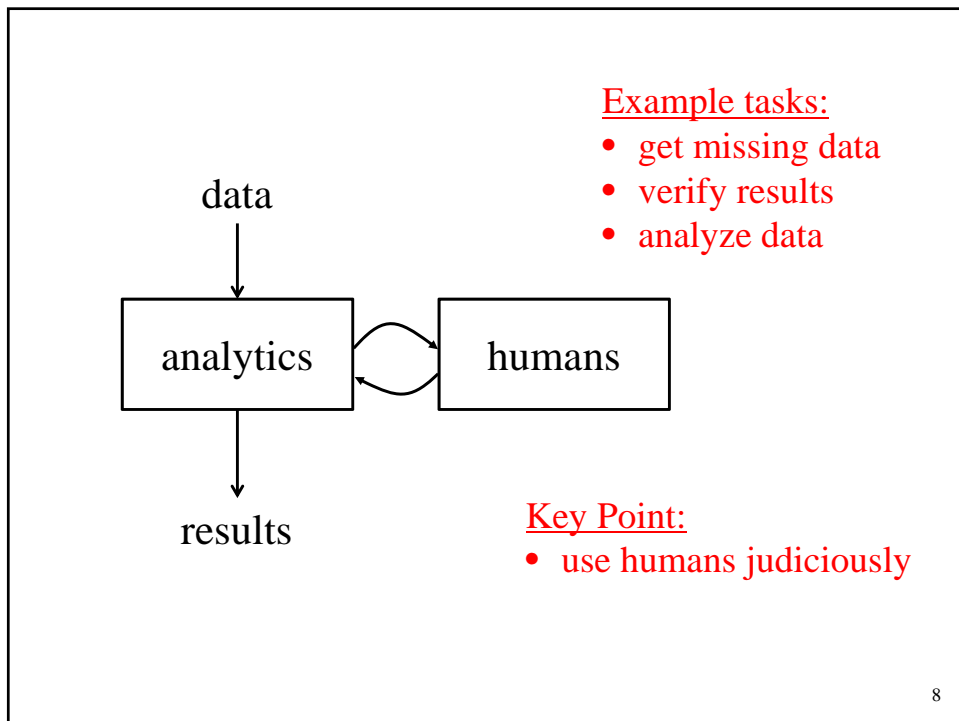 Example tasks:
• get missing data
• verify results
• analyze data
data
analytics
humans
results
Key Point:
• use humans judiciously
8